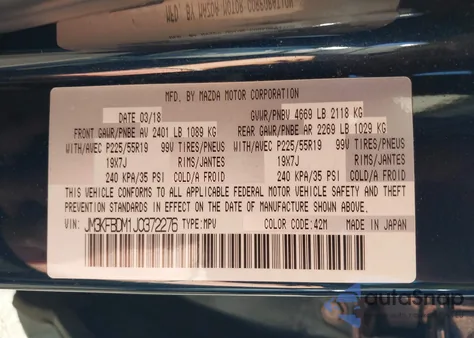 MFD. BY MAZDA MOTOR CORPORATION
DATE 03/18 GVWR/PNBV 4669 LB 2118 KG
FRONT GAWR/PNBE AV 2401 LB 1089 KG REAR GAWR/PNBE AR 2269 LB 1029 KG
WITH/AVEC P225/55R19 99V TIRES/PNEUS WITH/AVEC P225/55R19 99V TIRES/PNEUS
19X7J RIMS/JANTES 19X7J RIMS/JANTES
240 KPA/35 PSI COLD/A FROID 240 KPA/35 PSI COLD/A FROID
THIS VEHICLE CONFORMS TO ALL APPLICABLE FEDERAL MOTOR VEHICLE SAFETY AND THEFT
PREVENTION STANDARDS IN EFFECT ON THE DATE OF MANUFACTURE SHOWN ABOVE.
VIN: JM3KFBDM1J0372276 TYPE:MPV COLOR CODE:42M MADE IN JAPAN
autoSnap